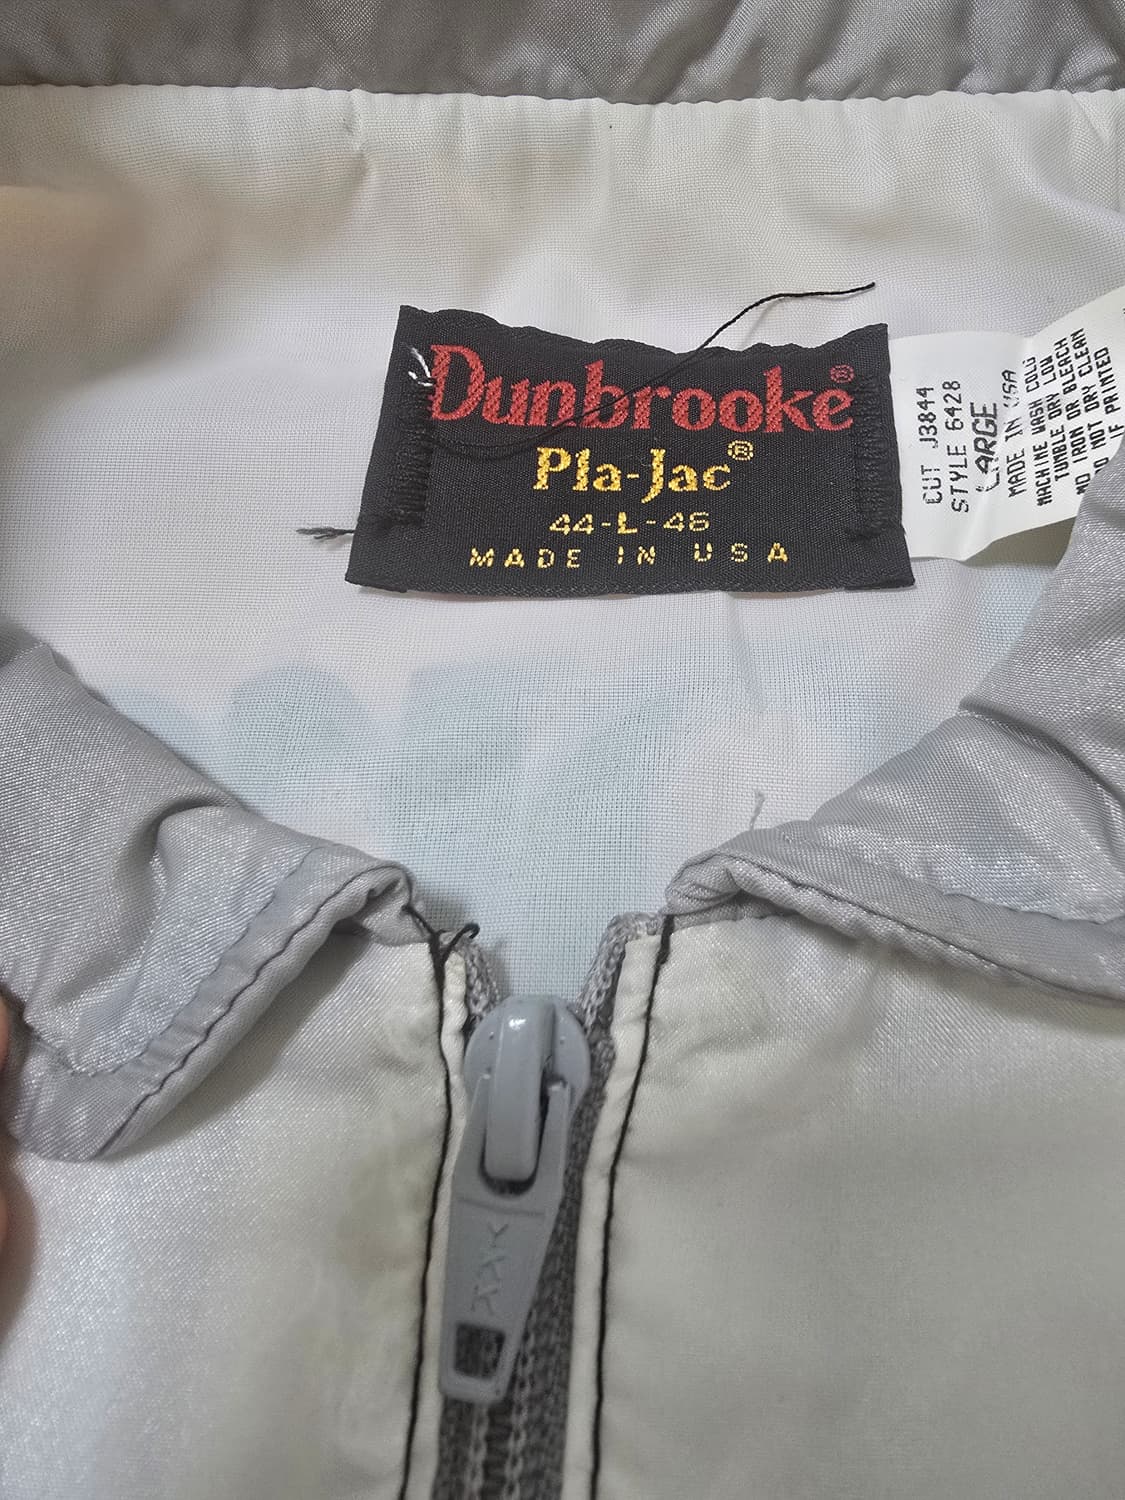 Dunbrooke®
Pla-Jac®
44-L-46
MADE IN USA
CUT J3844
STYLE 6428
LARGE
MADE IN USA
MACHINE WASH COLD
TUMBLE DRY LOW
NO IRON OR BLEACH
DO NOT DRY CLEAN
IF PRINTED
YKK